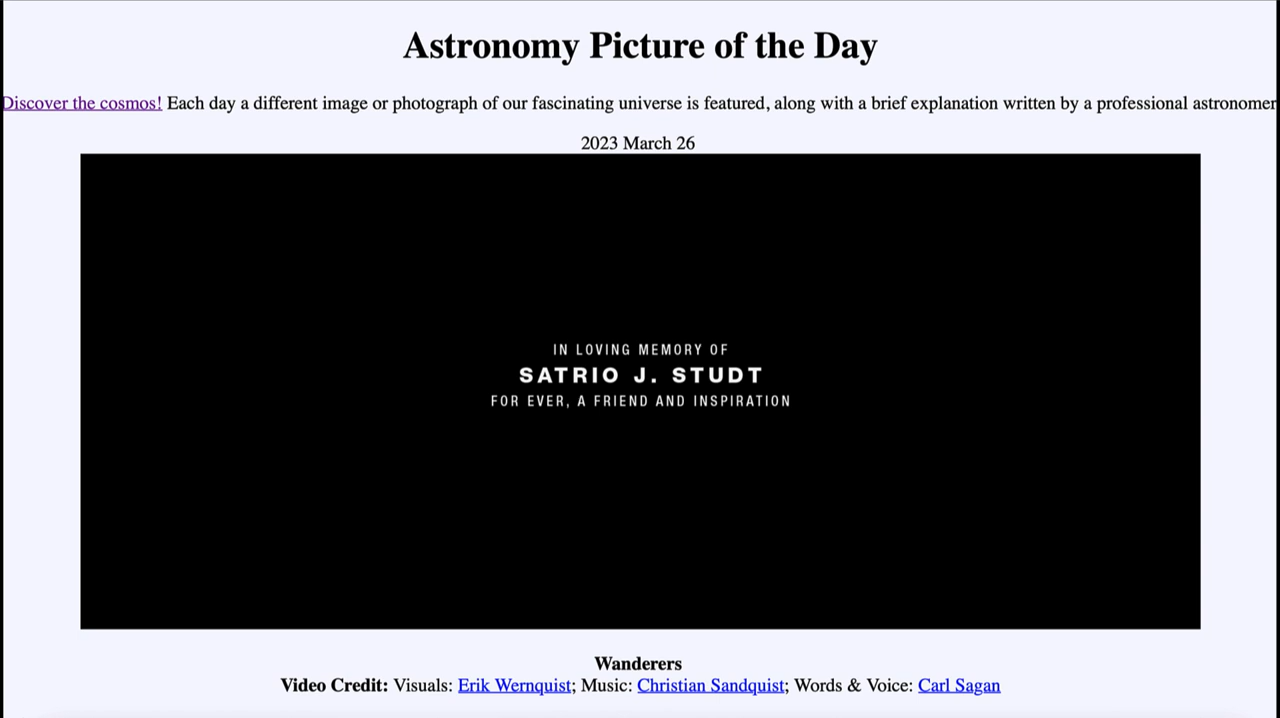 Astronomy Picture of the Day
Discover the cosmos! Each day a different image or photograph of our fascinating universe is featured, along with a brief explanation written by a professional astronomer
2023 March 26
IN LOVING MEMORY OF
SATRIO J. STUDT
FOR EVER, A FRIEND AND INSPIRATION
Wanderers
Video Credit: Visuals: Erik Wernquist; Music: Christian Sandquist; Words & Voice: Carl Sagan